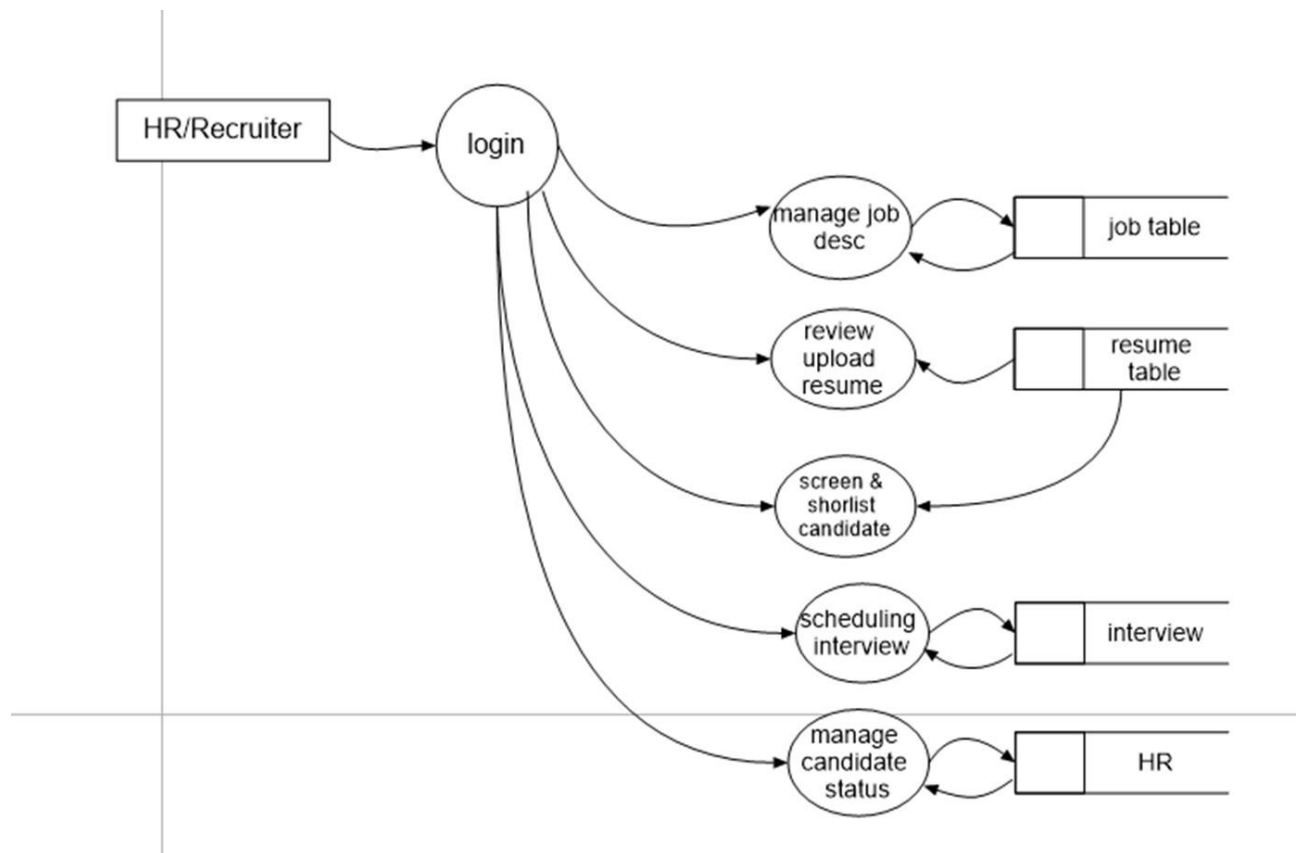 HR/Recruiter
login
manage job
desc
job table
review
upload
resume
resume
table
screen &
shorlist
candidate
scheduling
interview
interview
manage
candidate
status
HR